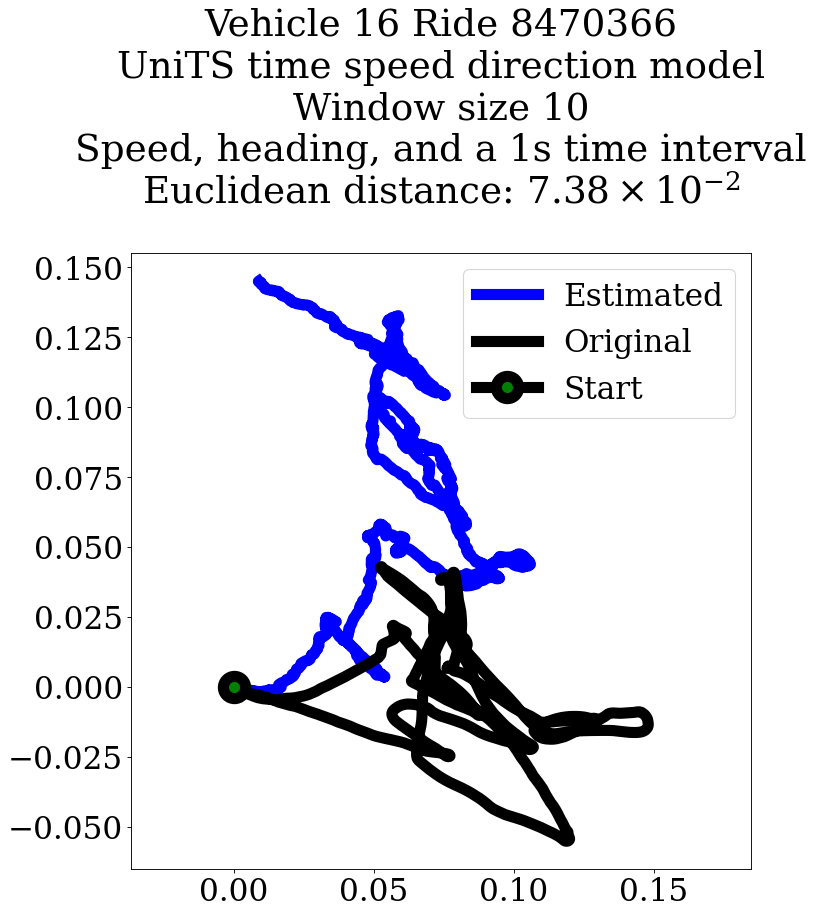 Vehicle 16 Ride 8470366
UniTS time speed direction model
Window size 10
Speed, heading, and a 1s time interval
Euclidean distance: 7.38 × 10⁻²
Estimated
Original
Start
0.150
0.125
0.100
0.075
0.050
0.025
0.000
−0.025
−0.050
0.00 0.05 0.10 0.15